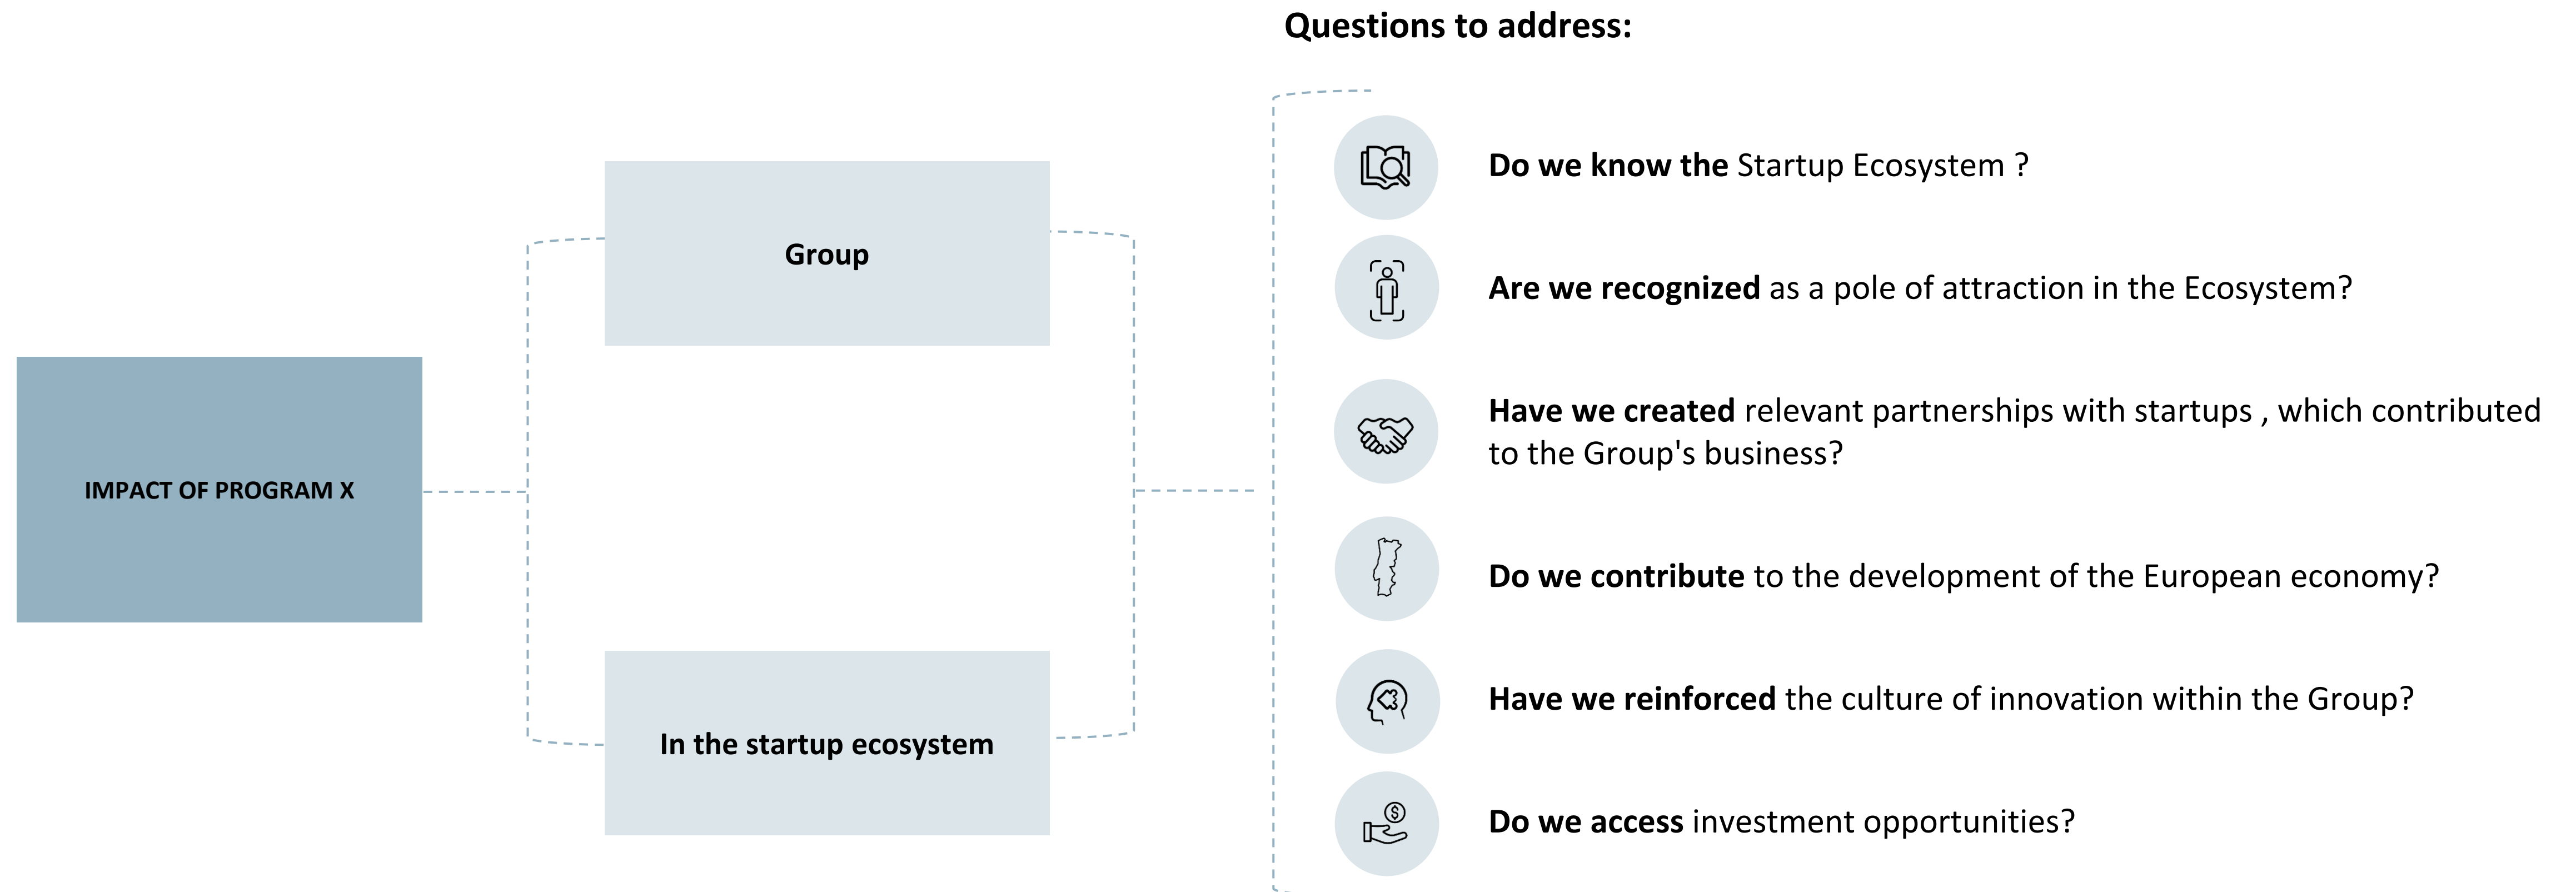 Questions to address:
Group
IMPACT OF PROGRAM X
In the startup ecosystem
Do we know the Startup Ecosystem ?
Are we recognized as a pole of attraction in the Ecosystem?
Have we created relevant partnerships with startups , which contributed
to the Group's business?
Do we contribute to the development of the European economy?
Have we reinforced the culture of innovation within the Group?
$
Do we access investment opportunities?